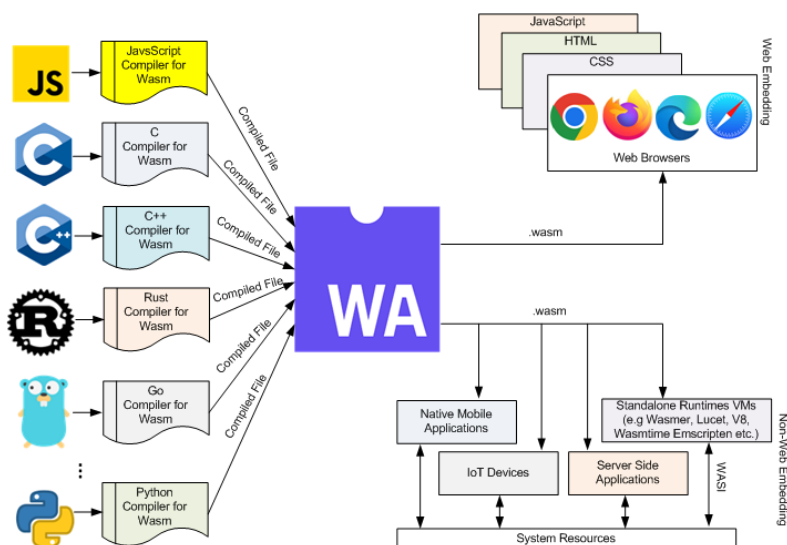 JS
JavsScript
Compiler for
Wasm
Compiled File
C
C
Compiler for
Wasm
Compiled File
C++
C++
Compiler for
Wasm
Compiled File
R
Rust
Compiler for
Wasm
Compiled File
Go
Compiler for
Wasm
Compiled File
...
Python
Compiler for
Wasm
Compiled File
WA
.wasm
JavaScript
HTML
CSS
Web Browsers
Web Embedding
.wasm
Native Mobile
Applications
IoT Devices
Server Side
Applications
Standalone Runtimes VMs
(e.g Wasmer, Lucet, V8,
Wasmtime Emscripten etc.)
WASI
System Resources
Non-Web Embedding